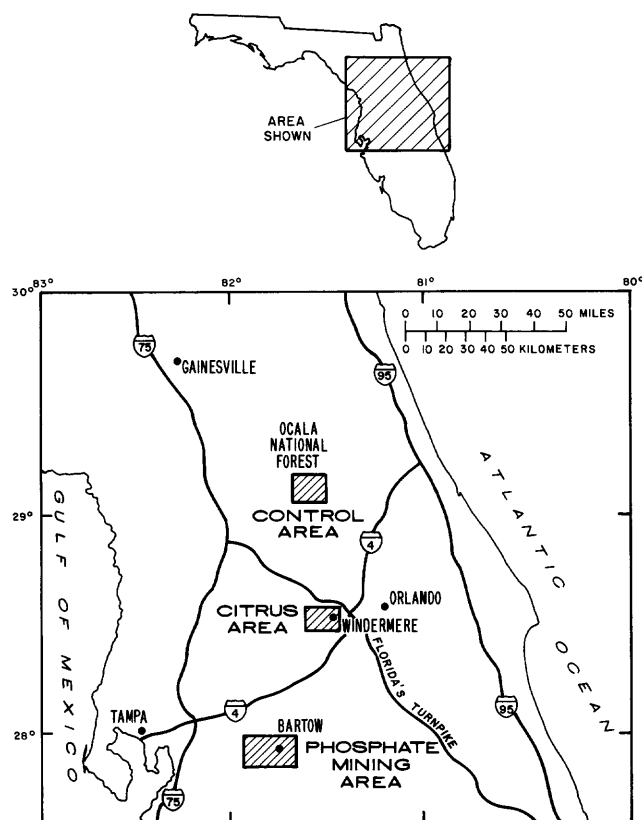 AREA
SHOWN
83°
82°
81°
80°
30°
0 10 20 30 40 50 MILES
0 10 20 30 40 50 KILOMETERS
75
GAINESVILLE
95
OCALA
NATIONAL
FOREST
CONTROL
AREA
ATLANTIC
OCEAN
GULF OF MEXICO
29°
4
CITRUS
AREA
ORLANDO
WINDERMERE
FLORIDA'S TURNPIKE
4
95
TAMPA
28°
BARTOW
PHOSPHATE
MINING
AREA
75